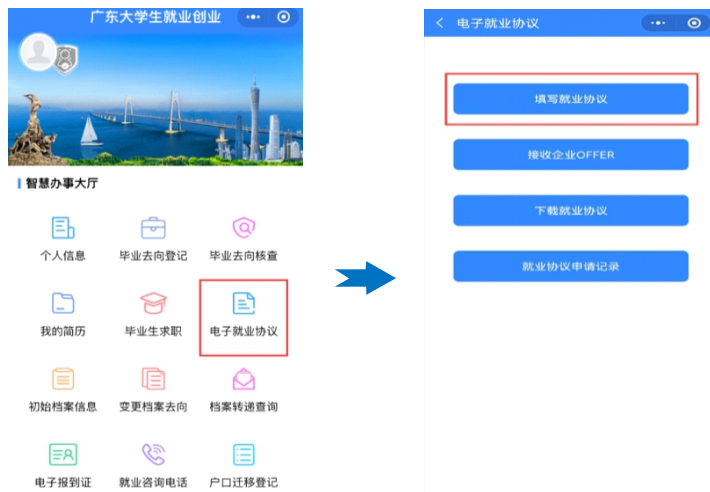 广东大学生就业创业
智慧办事大厅
个人信息 毕业去向登记 毕业去向核查
我的简历 毕业生求职 电子就业协议
初始档案信息 变更档案去向 档案转递查询
电子报到证 就业咨询电话 户口迁移登记
电子就业协议
填写就业协议
接收企业OFFER
下载就业协议
就业协议申请记录